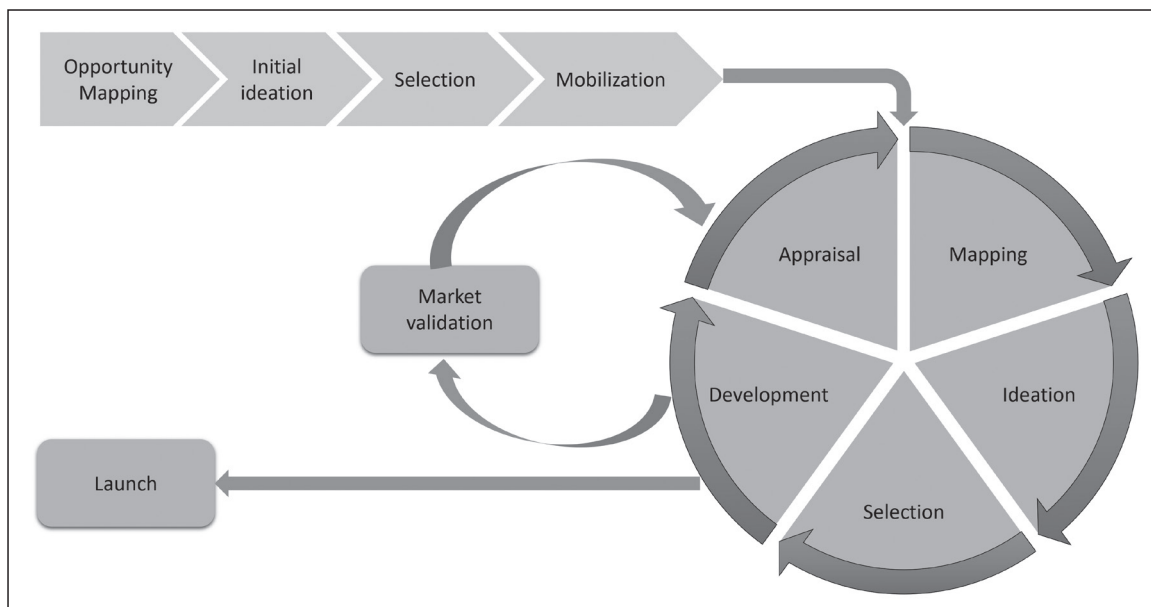 Opportunity
Mapping
Initial
ideation
Selection
Mobilization
Appraisal
Mapping
Market
validation
Development
Ideation
Launch
Selection